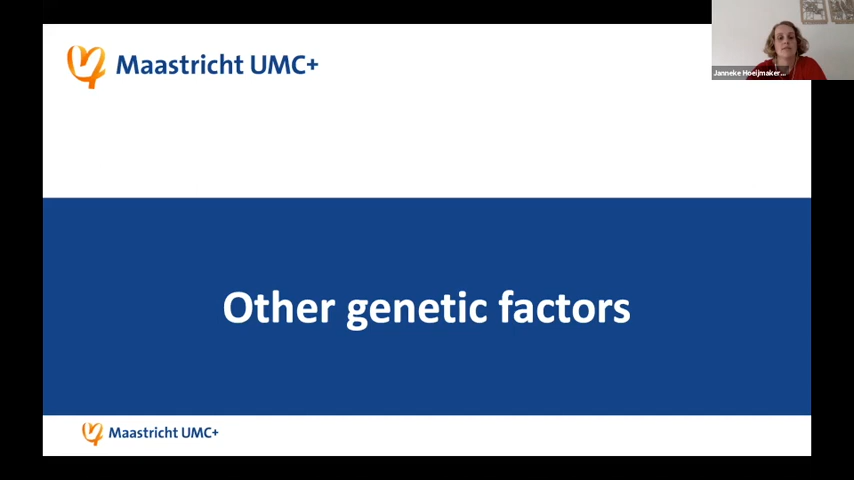 Maastricht UMC+
Janneke Hoeijmaker...
Other genetic factors
Maastricht UMC+